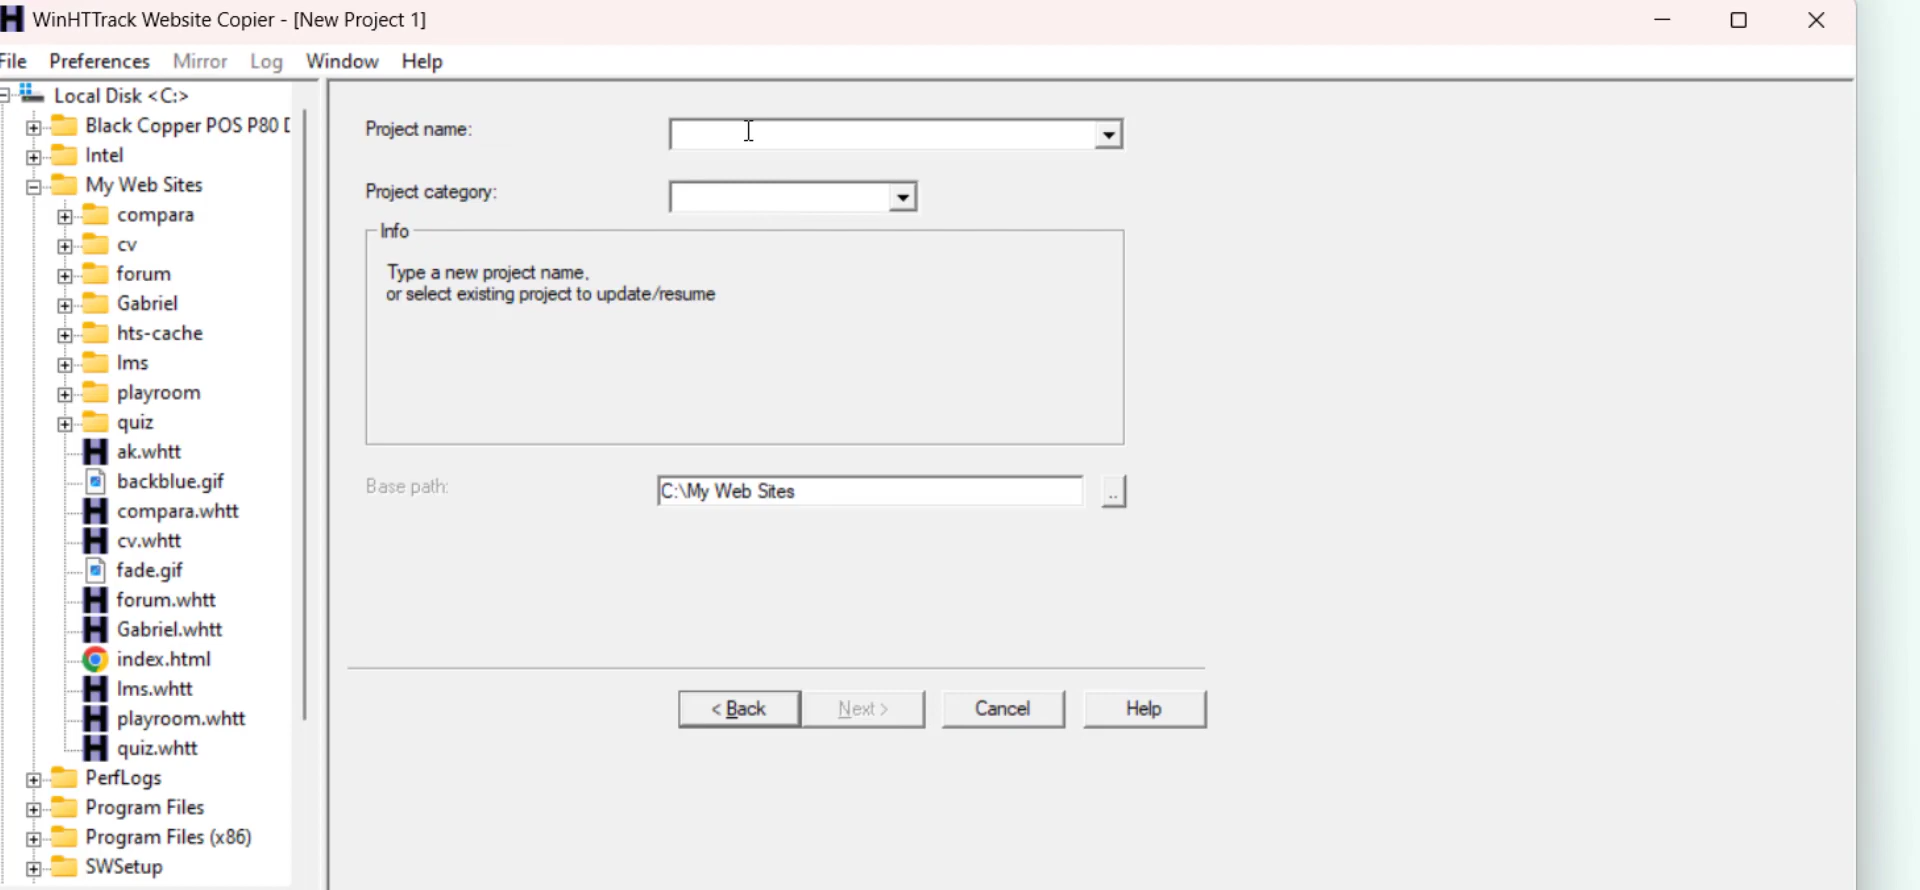 WinHTTrack Website Copier - [New Project 1]
File Preferences Mirror Log Window Help
Local Disk <C:>
Black Copper POS P80 D
Intel
My Web Sites
compara
cv
forum
Gabriel
hts-cache
lms
playroom
quiz
ak.whtt
backblue.gif
compara.whtt
cv.whtt
fade.gif
forum.whtt
Gabriel.whtt
index.html
lms.whtt
playroom.whtt
quiz.whtt
PerfLogs
Program Files
Program Files (x86)
SWSetup
Project name:
Project category:
Info
Type a new project name,
or select existing project to update/resume
Base path:
C:\My Web Sites
..
< Back
Next >
Cancel
Help